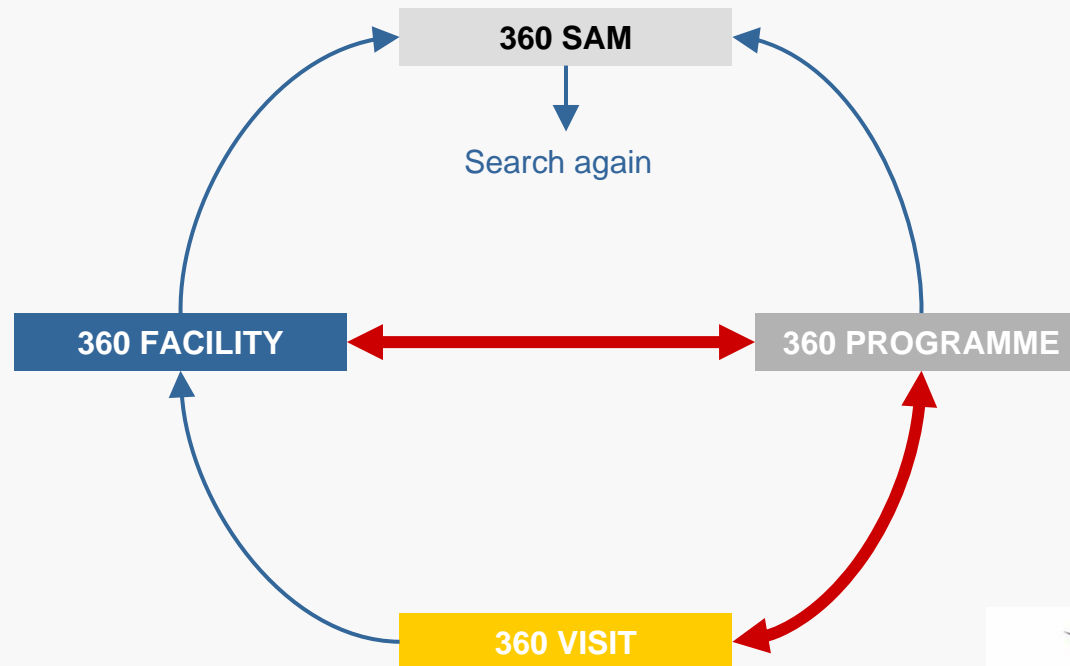 360 SAM
Search again
360 FACILITY
360 PROGRAMME
360 VISIT